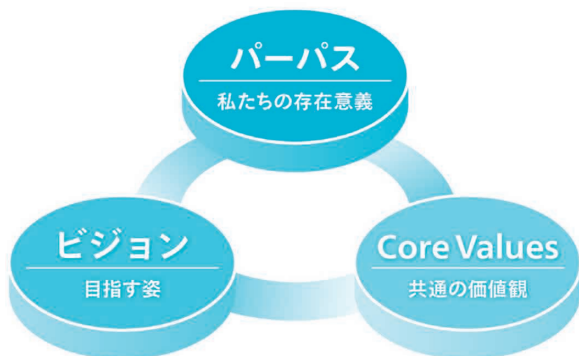 パーパス
私たちの存在意義
ビジョン
目指す姿
Core Values
共通の価値観